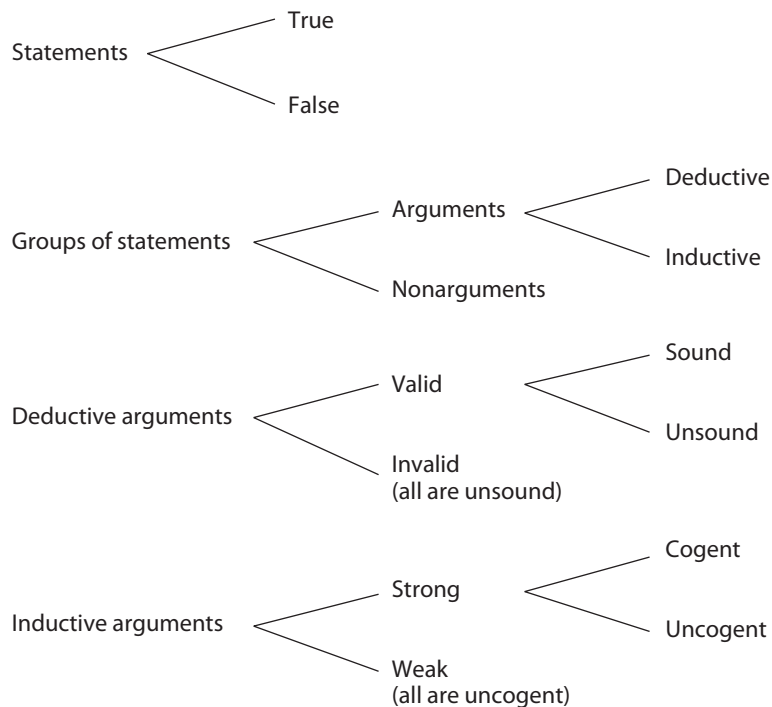 True
Statements
False
Deductive
Arguments
Groups of statements
Inductive
Nonarguments
Sound
Valid
Deductive arguments
Unsound
Invalid
(all are unsound)
Cogent
Strong
Inductive arguments
Uncogent
Weak
(all are uncogent)